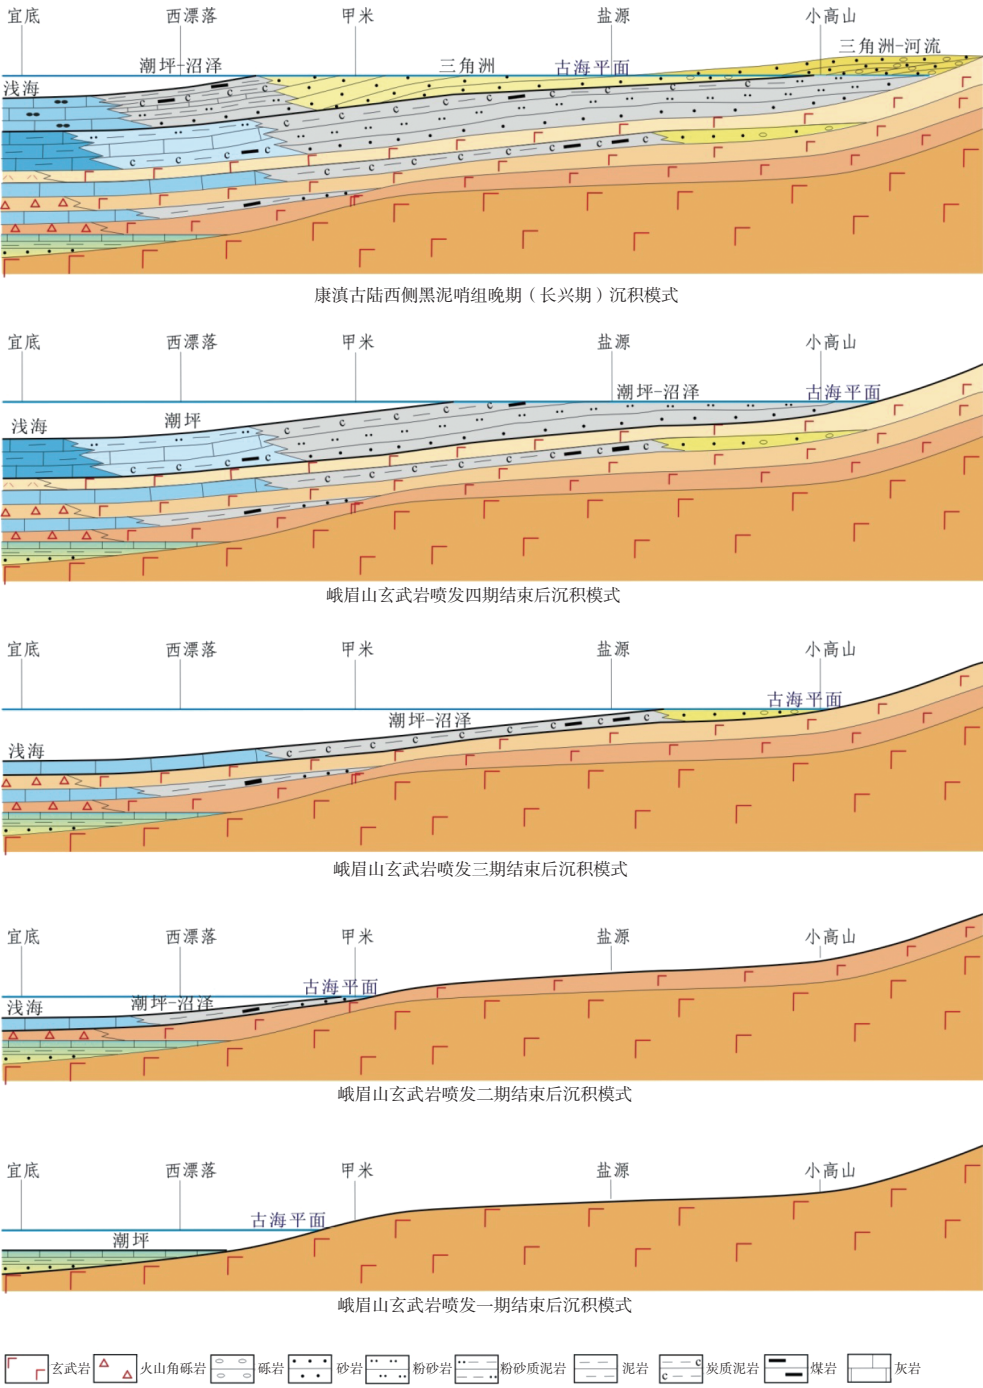 宜底 西漂落 甲米 盐源 小高山
三角洲-河流
潮坪-沼泽 三角洲 古海平面
浅海
康滇古陆西侧黑泥哨组晚期（长兴期）沉积模式
宜底 西漂落 甲米 盐源 小高山
潮坪-沼泽 古海平面
浅海 潮坪
峨眉山玄武岩喷发四期结束后沉积模式
宜底 西漂落 甲米 盐源 小高山
古海平面
潮坪-沼泽
浅海
峨眉山玄武岩喷发三期结束后沉积模式
宜底 西漂落 甲米 盐源 小高山
古海平面
浅海 潮坪-沼泽
峨眉山玄武岩喷发二期结束后沉积模式
宜底 西漂落 甲米 盐源 小高山
古海平面
潮坪
峨眉山玄武岩喷发一期结束后沉积模式
玄武岩 火山角砾岩 砾岩 砂岩 粉砂岩 粉砂质泥岩 泥岩 炭质泥岩 煤岩 灰岩